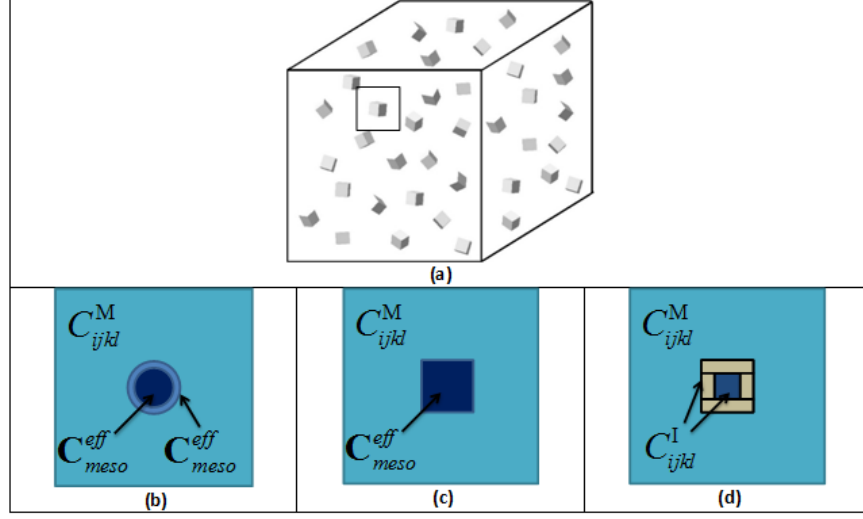 (a)
C^M_ijkl
C^eff_meso C^eff_meso
(b)
C^M_ijkl
C^eff_meso
(c)
C^M_ijkl
C^I_ijkl
(d)